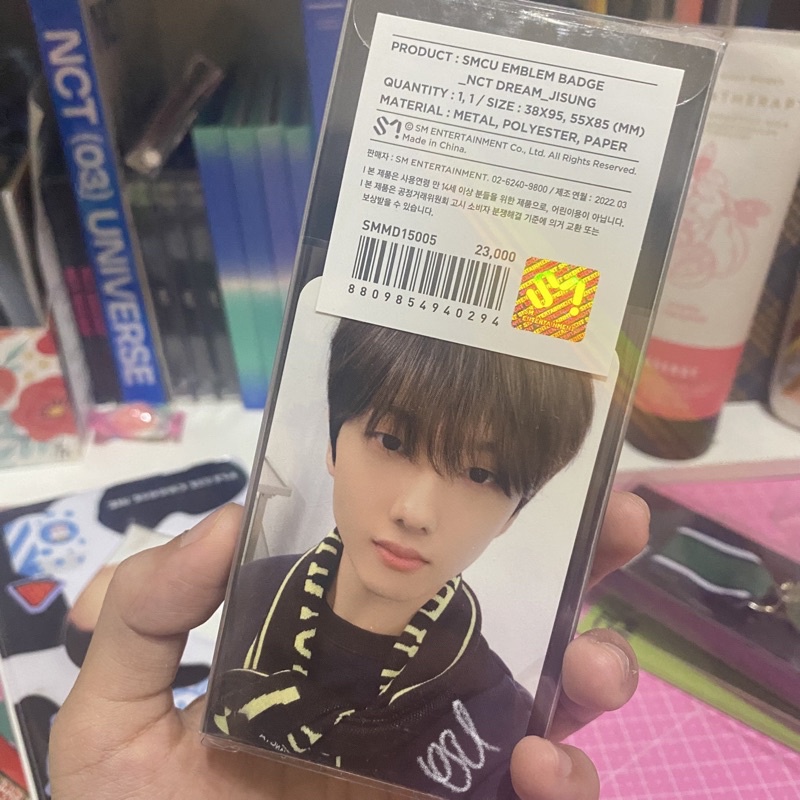 NCT (03) UNIVERSE
PRODUCT : SMCU EMBLEM BADGE
_NCT DREAM_JISUNG
QUANTITY : 1, 1 / SIZE : 38X95, 55X85 (MM)
MATERIAL : METAL, POLYESTER, PAPER
© SM ENTERTAINMENT Co., Ltd. All Rights Reserved.
Made in China.
판매자 : SM ENTERTAINMENT. 02-6240-9800 / 제조 연월 : 2022. 03
l 본 제품은 사용연령 만 14세 이상 분들을 위한 제품으로, 어린이용이 아닙니다.
l 본 제품은 공정거래위원회 고시 소비자 분쟁해결 기준에 의거 교환 또는
보상받을 수 있습니다.
SMMD15005
23,000
8809854940294
SM
ENTERTAINMENT